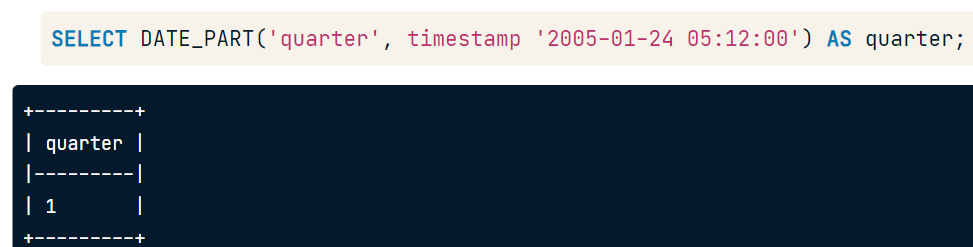 SELECT DATE_PART('quarter', timestamp '2005-01-24 05:12:00') AS quarter;
+---------+
| quarter |
|---------|
| 1       |
+---------+